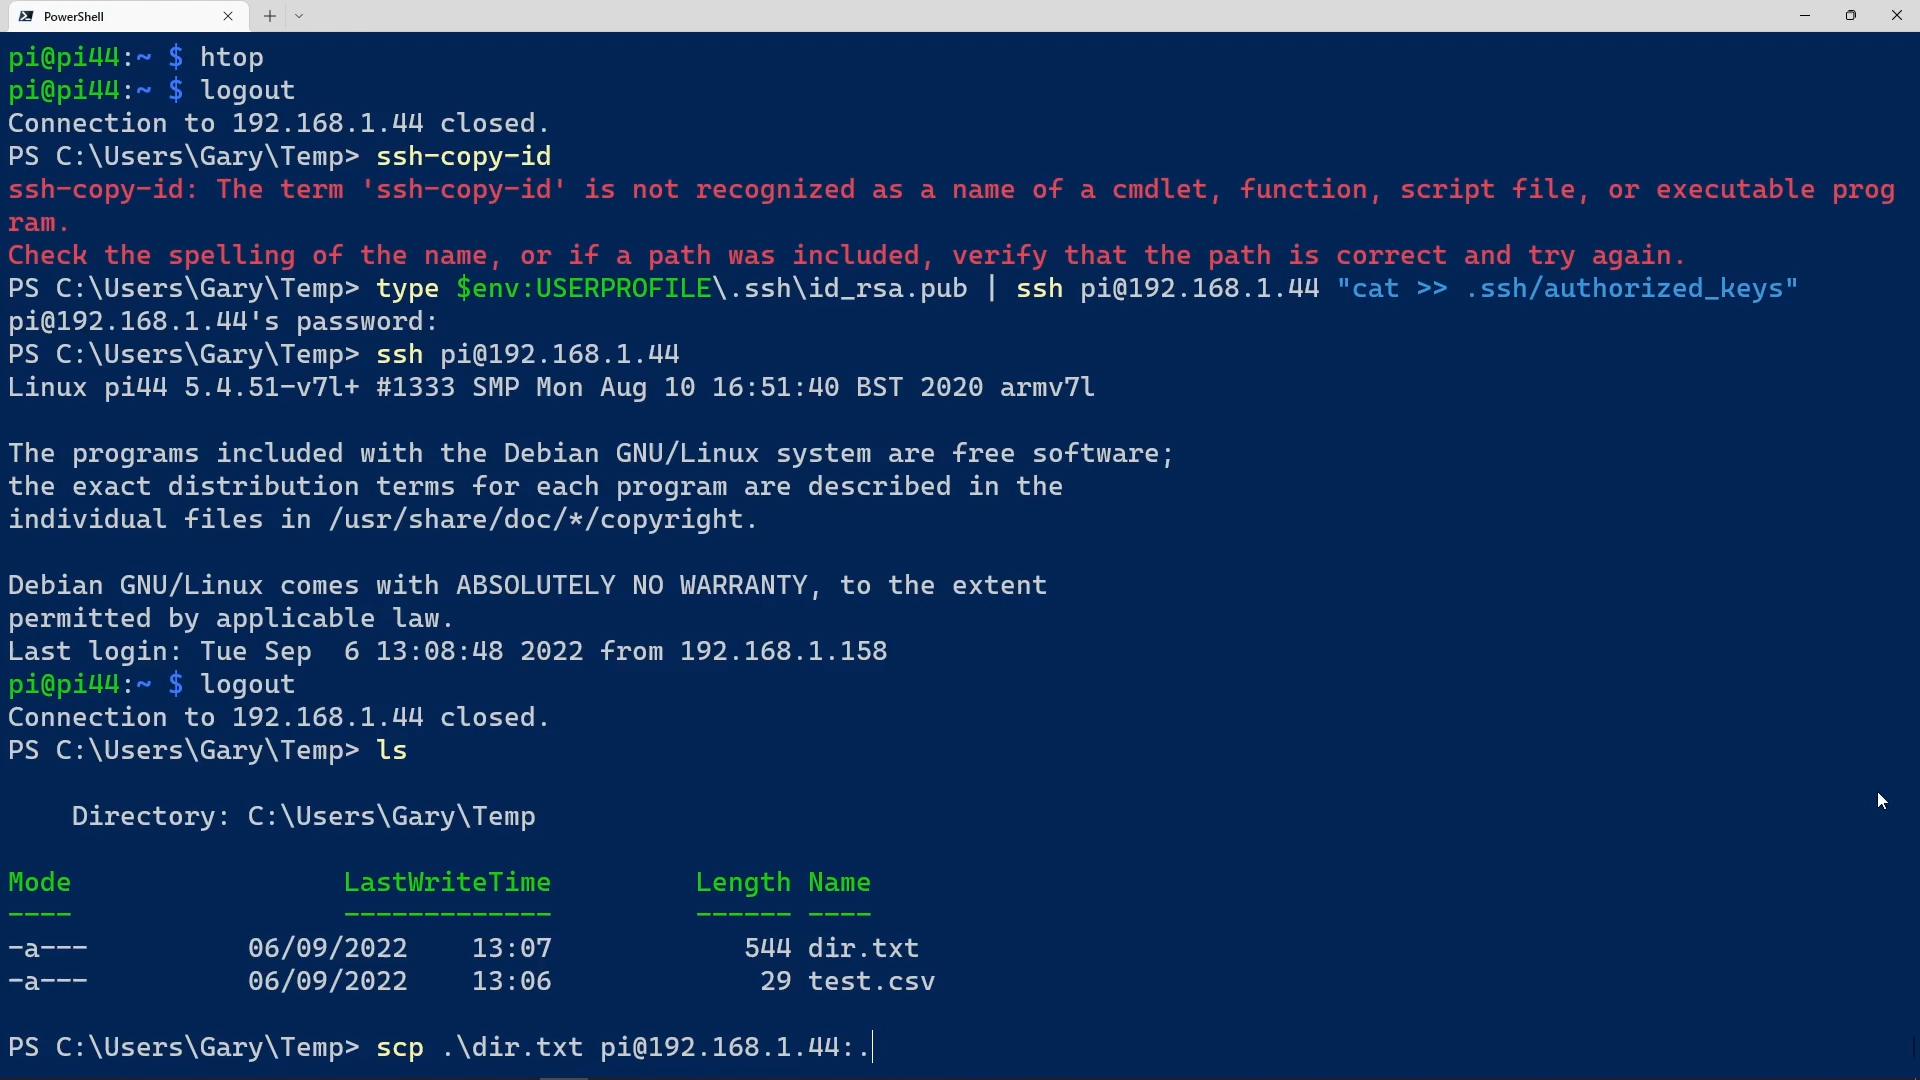 PowerShell
pi@pi44:~ $ htop
pi@pi44:~ $ logout
Connection to 192.168.1.44 closed.
PS C:\Users\Gary\Temp> ssh-copy-id
ssh-copy-id: The term 'ssh-copy-id' is not recognized as a name of a cmdlet, function, script file, or executable prog
ram.
Check the spelling of the name, or if a path was included, verify that the path is correct and try again.
PS C:\Users\Gary\Temp> type $env:USERPROFILE\.ssh\id_rsa.pub | ssh pi@192.168.1.44 "cat >> .ssh/authorized_keys"
pi@192.168.1.44's password:
PS C:\Users\Gary\Temp> ssh pi@192.168.1.44
Linux pi44 5.4.51-v7l+ #1333 SMP Mon Aug 10 16:51:40 BST 2020 armv7l
The programs included with the Debian GNU/Linux system are free software;
the exact distribution terms for each program are described in the
individual files in /usr/share/doc/*/copyright.
Debian GNU/Linux comes with ABSOLUTELY NO WARRANTY, to the extent
permitted by applicable law.
Last login: Tue Sep  6 13:08:48 2022 from 192.168.1.158
pi@pi44:~ $ logout
Connection to 192.168.1.44 closed.
PS C:\Users\Gary\Temp> ls
Directory: C:\Users\Gary\Temp
Mode                 LastWriteTime         Length Name
----                 -------------         ------ ----
-a---          06/09/2022    13:07            544 dir.txt
-a---          06/09/2022    13:06             29 test.csv
PS C:\Users\Gary\Temp> scp .\dir.txt pi@192.168.1.44:.